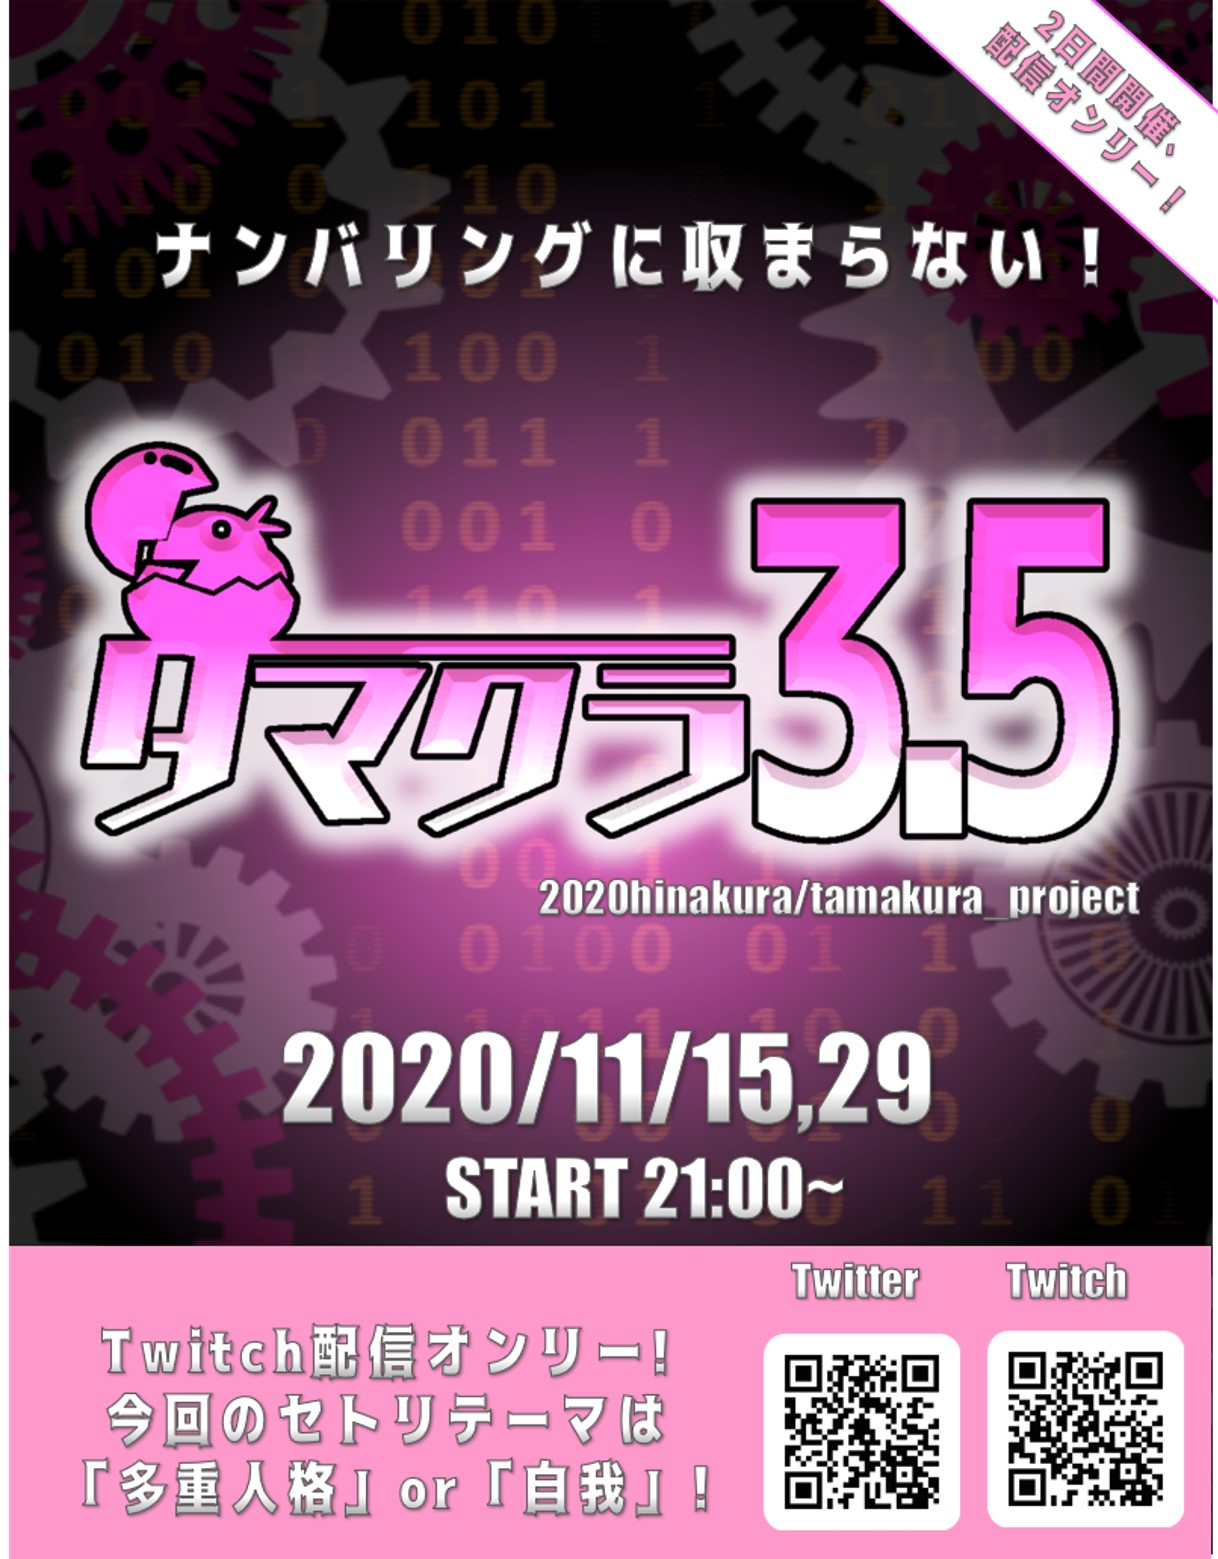 2日間開催、
配信オンリー！
ナンバリングに収まらない！
タマクラ3.5
2020hinakura/tamakura_project
2020/11/15,29
START 21:00~
Twitter
Twitch
Twitch配信オンリー!
今回のセトリテーマは
「多重人格」or「自我」！